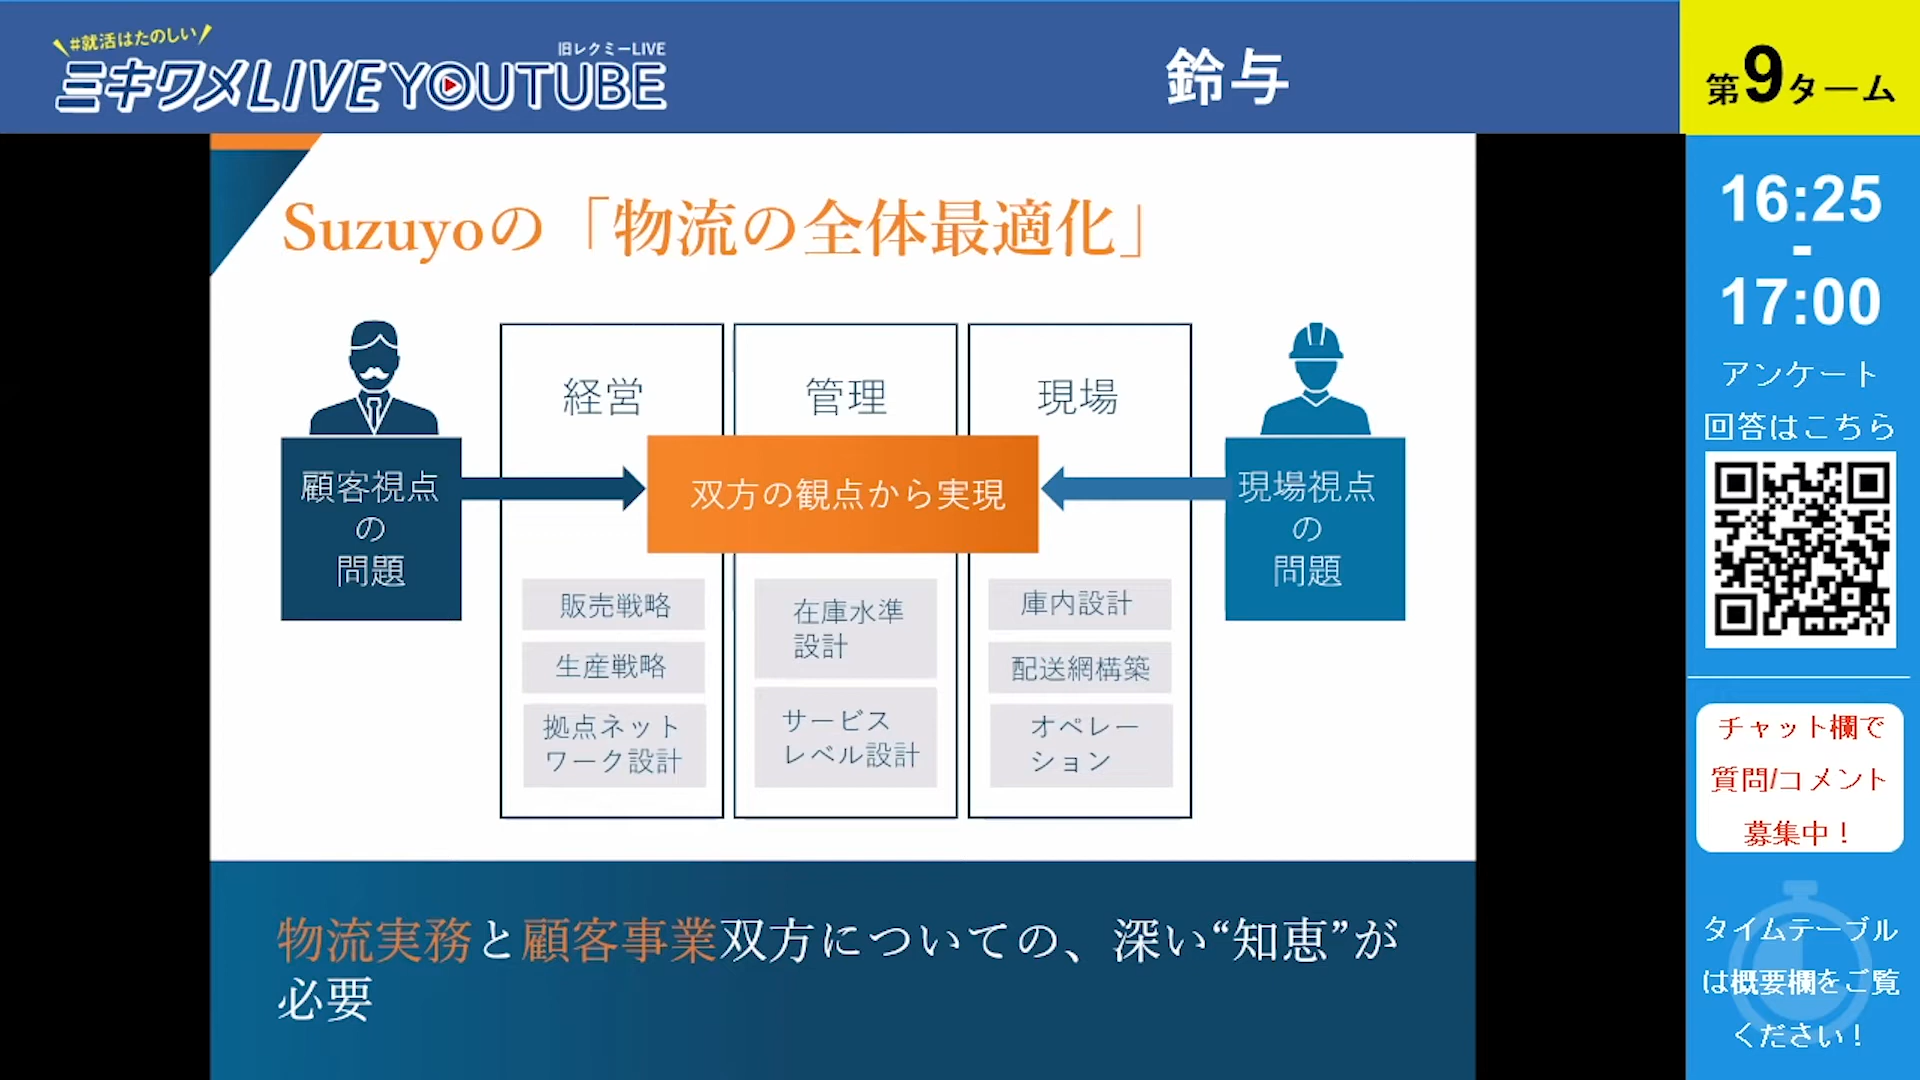 #就活はたのしい
旧レクミーLIVE
ミキワメLIVE YOUTUBE
鈴与
第9ターム
Suzuyoの「物流の全体最適化」
経営
管理
現場
顧客視点
の
問題
双方の観点から実現
現場視点
の
問題
販売戦略
生産戦略
拠点ネット
ワーク設計
在庫水準
設計
サービス
レベル設計
庫内設計
配送網構築
オペレー
ション
物流実務と顧客事業双方についての、深い“知恵”が
必要
16:25
-
17:00
アンケート
回答はこちら
チャット欄で
質問/コメント
募集中！
タイムテーブル
は概要欄をご覧
ください！